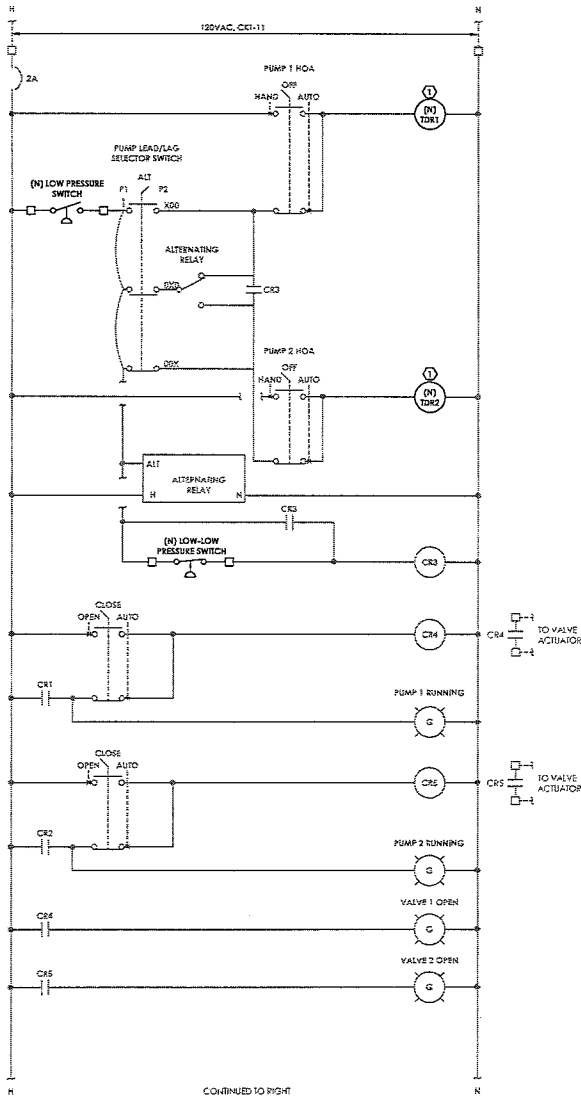 H
N
120VAC, CKT-11
2A
PUMP 1 HOA
OFF
HAND
AUTO
1
(N)
TDR1
PUMP LEAD/LAG
SELECTOR SWITCH
ALT
P1
P2
(N) LOW PRESSURE
SWITCH
XOO
ALTERNATING
RELAY
CR3
OXO
OOX
PUMP 2 HOA
OFF
HAND
AUTO
1
(N)
TDR2
ALT
ALTERNATING
RELAY
H
N
CR3
(N) LOW-LOW
PRESSURE SWITCH
CR3
CLOSE
OPEN
AUTO
CR4
CR4
TO VALVE
ACTUATOR
CR1
PUMP 1 RUNNING
G
CLOSE
OPEN
AUTO
CR5
CR5
TO VALVE
ACTUATOR
CR2
PUMP 2 RUNNING
G
VALVE 1 OPEN
CR4
G
VALVE 2 OPEN
CR5
G
H
CONTINUED TO RIGHT
N